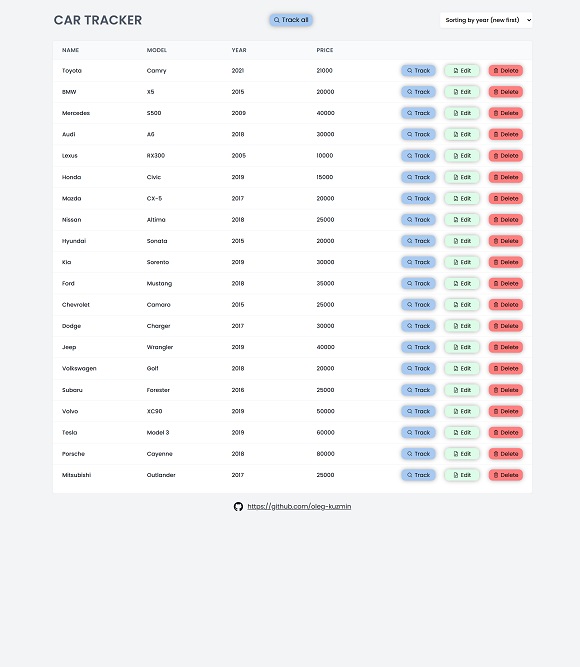 CAR TRACKER Track all Sorting by year (new first)
NAME MODEL YEAR PRICE
Toyota Camry 2021 21000 Track Edit Delete
BMW X5 2015 20000 Track Edit Delete
Mercedes S500 2009 40000 Track Edit Delete
Audi A6 2018 30000 Track Edit Delete
Lexus RX300 2005 10000 Track Edit Delete
Honda Civic 2019 15000 Track Edit Delete
Mazda CX-5 2017 20000 Track Edit Delete
Nissan Altima 2018 25000 Track Edit Delete
Hyundai Sonata 2015 20000 Track Edit Delete
Kia Sorento 2019 30000 Track Edit Delete
Ford Mustang 2018 35000 Track Edit Delete
Chevrolet Camaro 2015 25000 Track Edit Delete
Dodge Charger 2017 30000 Track Edit Delete
Jeep Wrangler 2019 40000 Track Edit Delete
Volkswagen Golf 2018 20000 Track Edit Delete
Subaru Forester 2016 25000 Track Edit Delete
Volvo XC90 2019 50000 Track Edit Delete
Tesla Model 3 2019 60000 Track Edit Delete
Porsche Cayenne 2018 80000 Track Edit Delete
Mitsubishi Outlander 2017 25000 Track Edit Delete
https://github.com/oleg-kuzmin